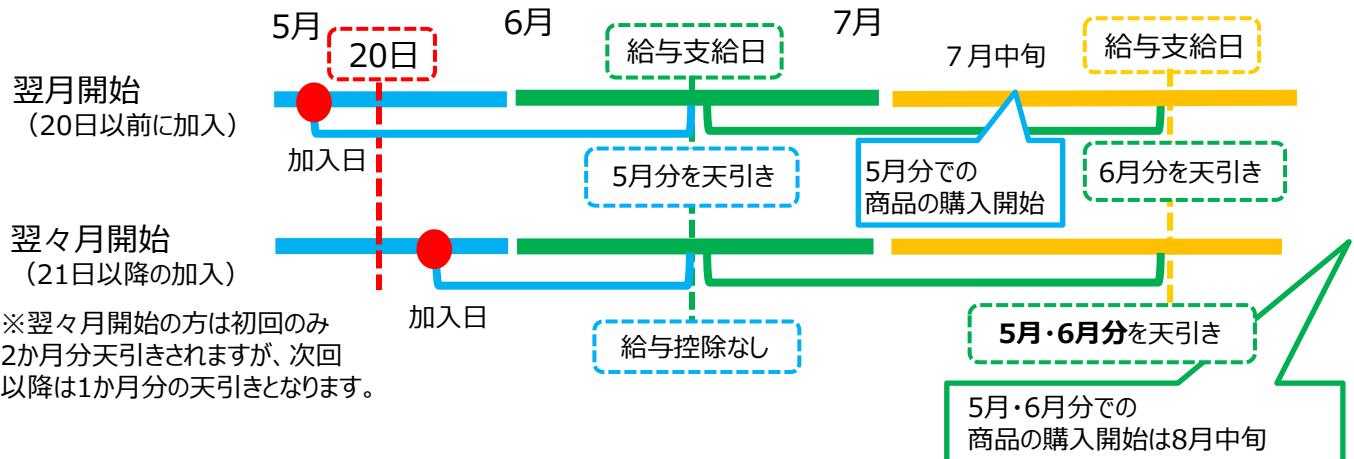 5月
20日
6月
給与支給日
7月
７月中旬
給与支給日
翌月開始
（20日以前に加入）
加入日
5月分を天引き
5月分での
商品の購入開始
6月分を天引き
翌々月開始
（21日以降の加入）
加入日
給与控除なし
5月・6月分を天引き
※翌々月開始の方は初回のみ
2か月分天引きされますが、次回
以降は1か月分の天引きとなります。
5月・6月分での
商品の購入開始は8月中旬